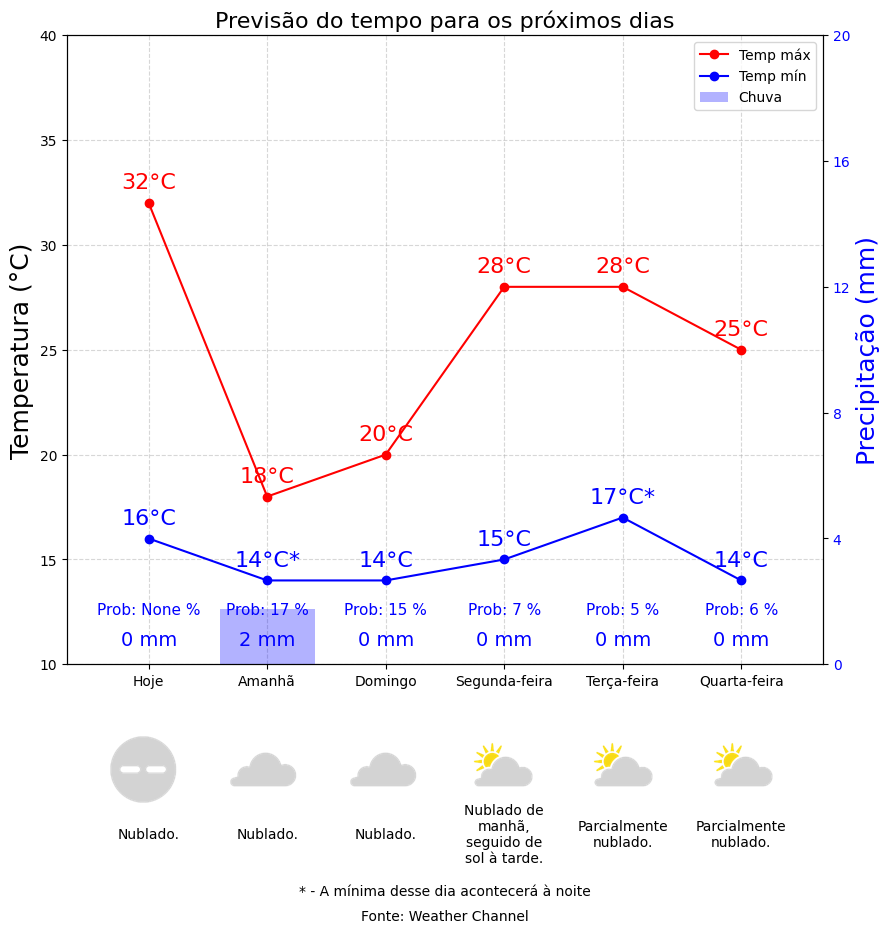 Previsão do tempo para os próximos dias
Temp máx
Temp mín
Chuva
Temperatura (°C)
Precipitação (mm)
40
35
30
25
20
15
10
20
16
12
8
4
0
32°C
18°C
20°C
28°C
28°C
25°C
16°C
14°C*
14°C
15°C
17°C*
14°C
Prob: None %
Prob: 17 %
Prob: 15 %
Prob: 7 %
Prob: 5 %
Prob: 6 %
0 mm
2 mm
0 mm
0 mm
0 mm
0 mm
Hoje
Amanhã
Domingo
Segunda-feira
Terça-feira
Quarta-feira
Nublado.
Nublado.
Nublado.
Nublado de
manhã,
seguido de
sol à tarde.
Parcialmente
nublado.
Parcialmente
nublado.
* - A mínima desse dia acontecerá à noite
Fonte: Weather Channel